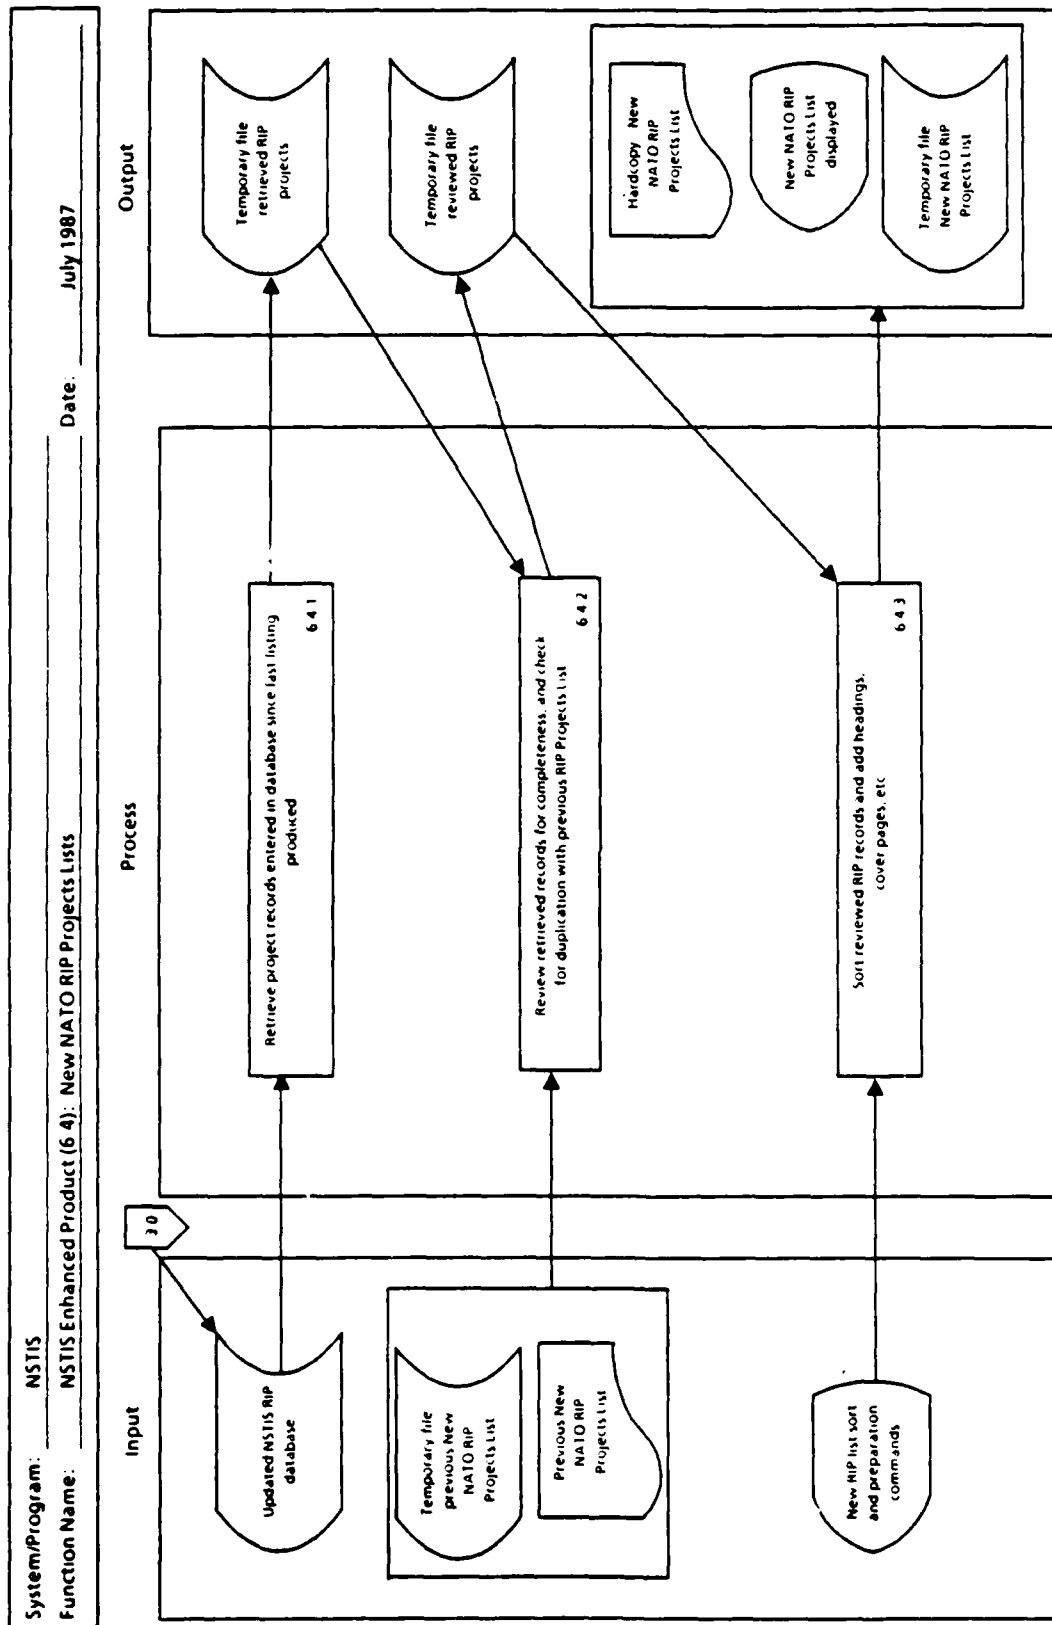 System/Program: NSTIS
Function Name: NSTIS Enhanced Product (6 4): New NATO RIP Projects Lists Date: July 1987
Input
Process
Output
3 0
Updated NSTIS RIP
database
Retrieve project records entered in database since last listing
produced
6 4 1
Temporary file
retrieved RIP
projects
Temporary file
previous New
NATO RIP
Projects List
Previous New
NATO RIP
Projects List
Review retrieved records for completeness, and check
for duplication with previous RIP Projects List
6 4 2
Temporary file
reviewed RIP
projects
New RIP list sort
and preparation
commands
Sort reviewed RIP records and add headings,
cover pages, etc
6 4 3
Hardcopy New
NATO RIP
Projects List
New NATO RIP
Projects List
displayed
Temporary file
New NATO RIP
Projects List